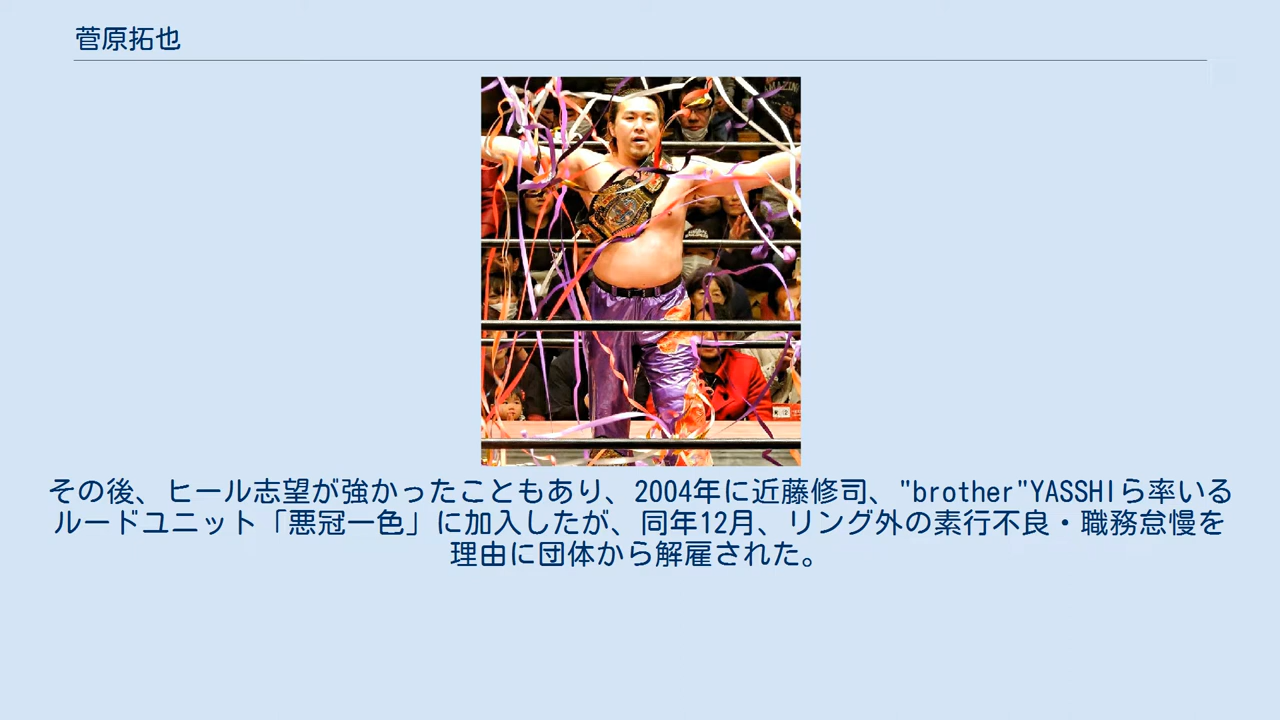 菅原拓也
その後、ヒール志望が強かったこともあり、2004年に近藤修司、"brother"YASSHIら率いる
ルードユニット「悪冠一色」に加入したが、同年12月、リング外の素行不良・職務怠慢を
理由に団体から解雇された。